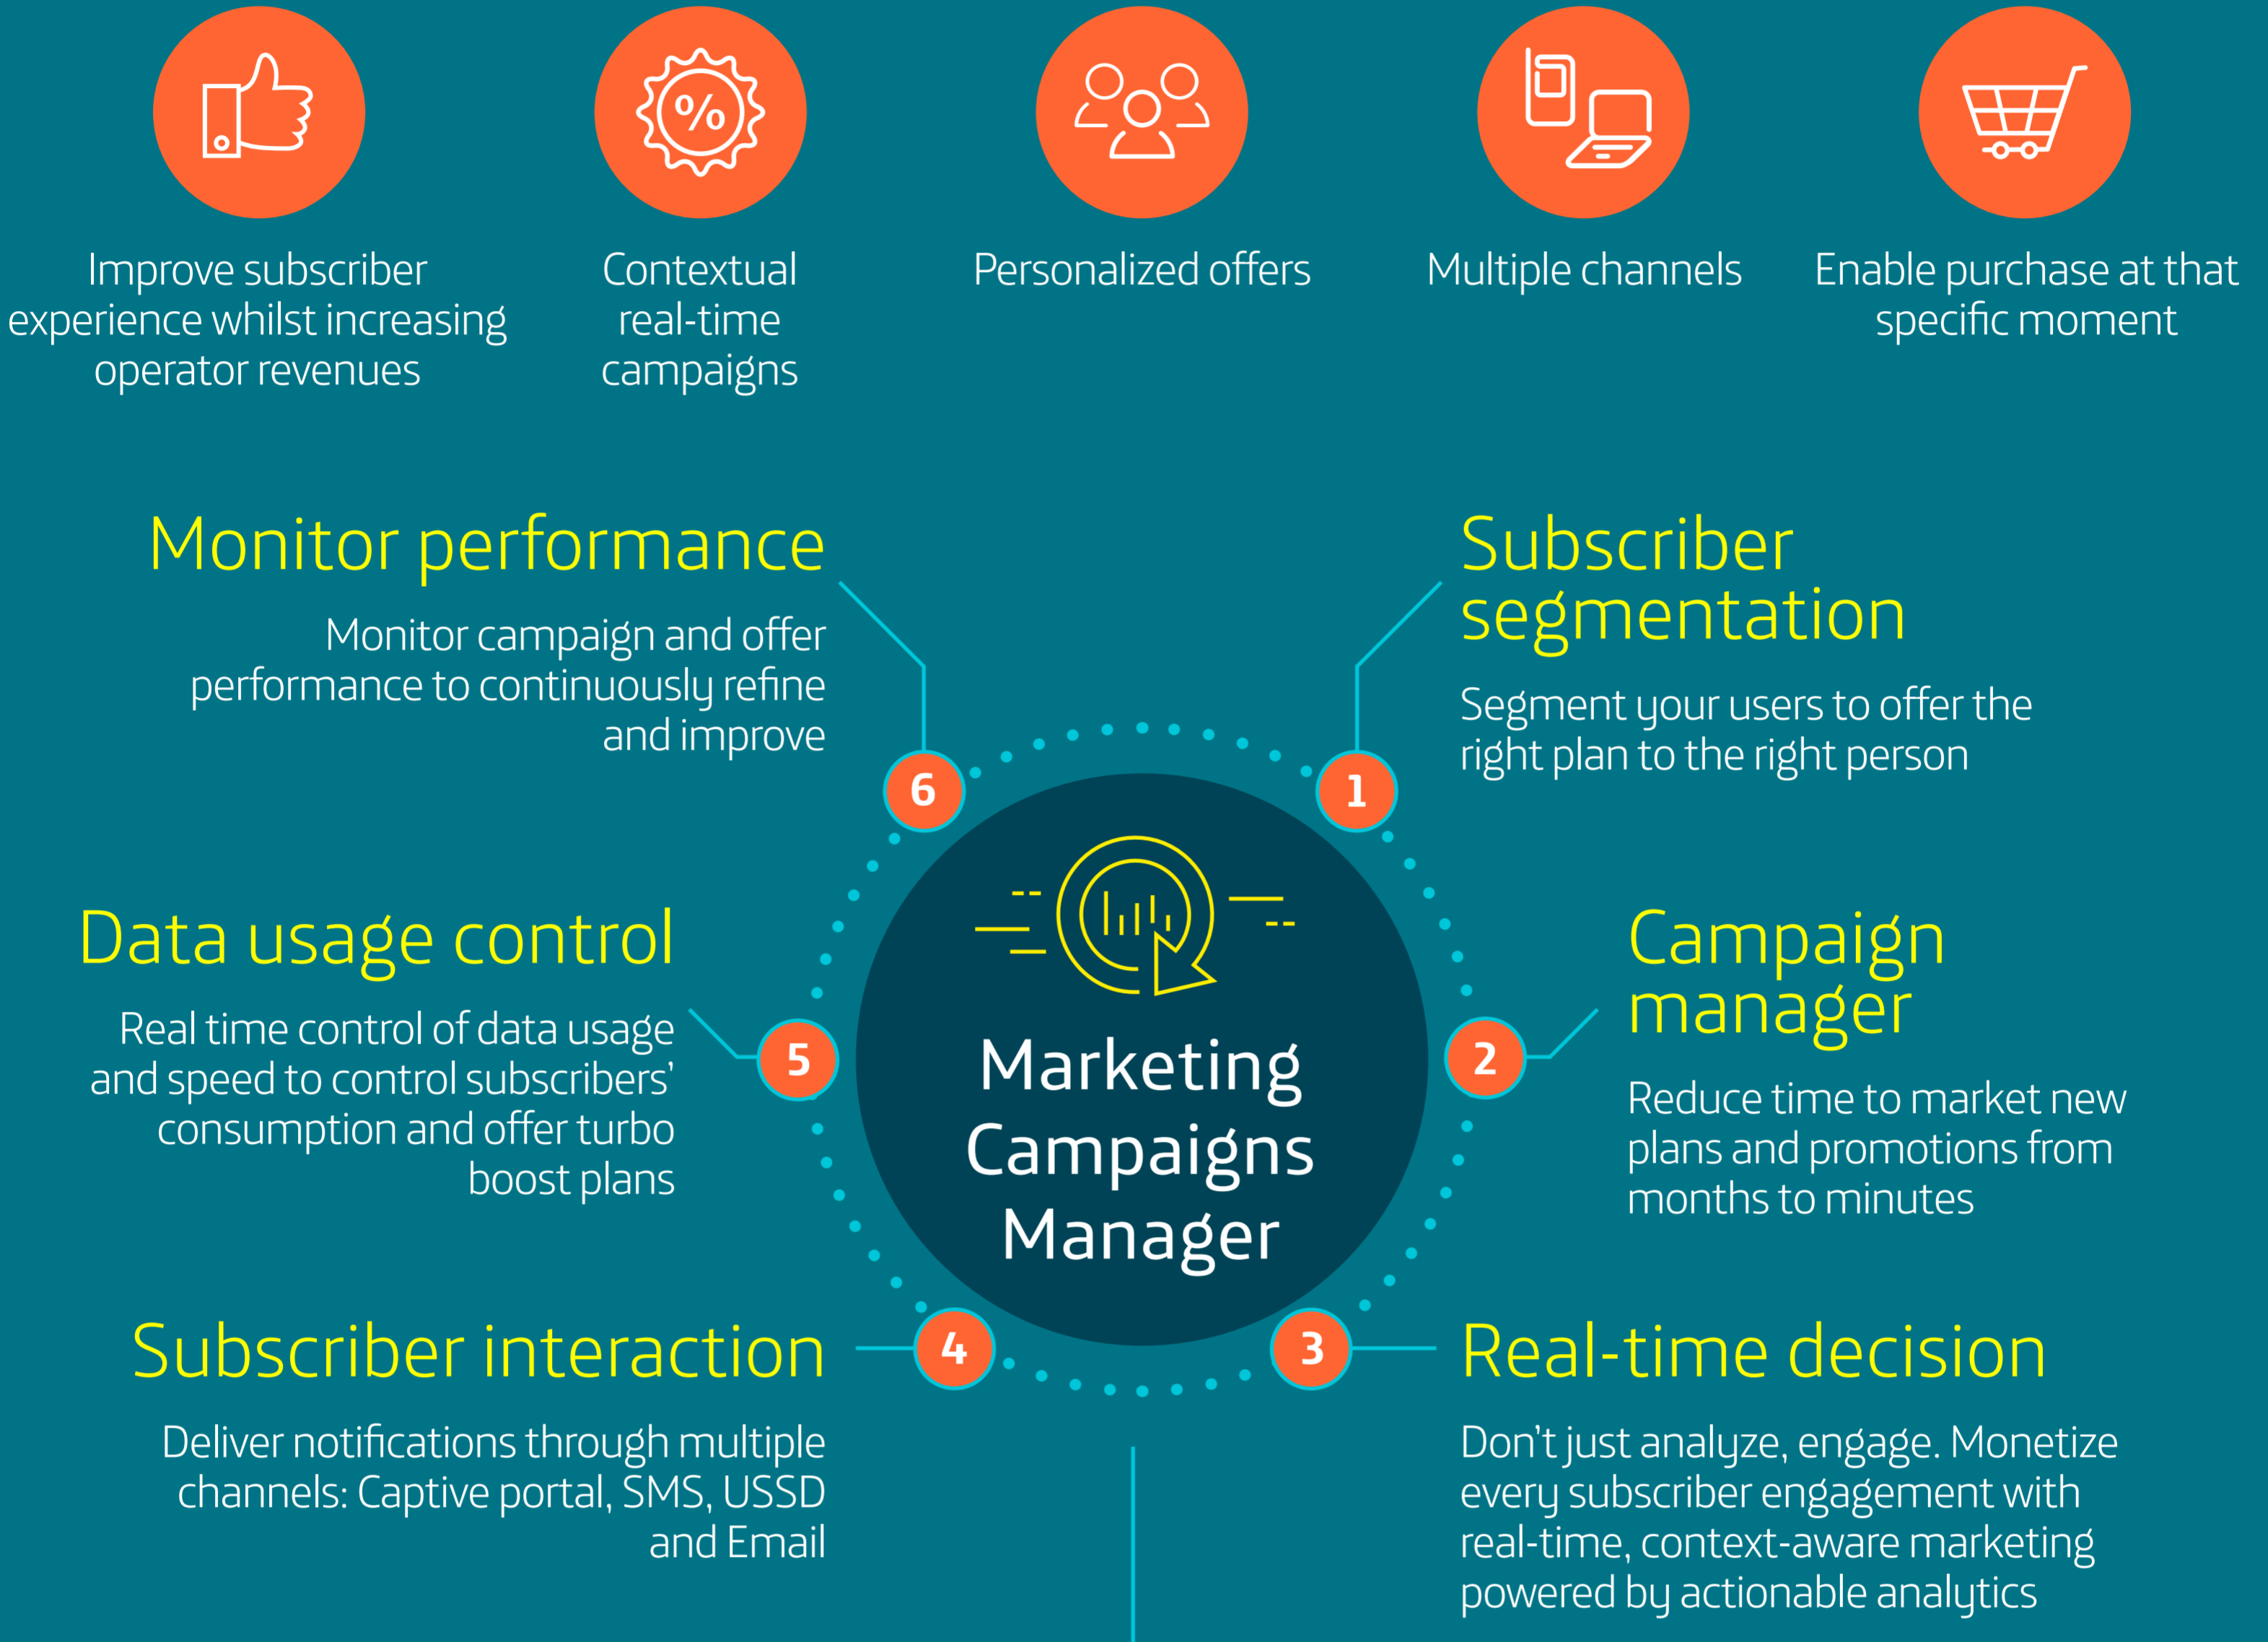 %
Improve subscriber
experience whilst increasing
operator revenues
Contextual
real-time
campaigns
Personalized offers
Multiple channels
Enable purchase at that
specific moment
Monitor performance
Monitor campaign and offer
performance to continuously refine
and improve
6
Subscriber
segmentation
Segment your users to offer the
right plan to the right person
1
Data usage control
Real time control of data usage
and speed to control subscribers’
consumption and offer turbo
boost plans
5
Marketing
Campaigns
Manager
2
Campaign
manager
Reduce time to market new
plans and promotions from
months to minutes
Subscriber interaction
Deliver notifications through multiple
channels: Captive portal, SMS, USSD
and Email
4
3
Real-time decision
Don’t just analyze, engage. Monetize
every subscriber engagement with
real-time, context-aware marketing
powered by actionable analytics